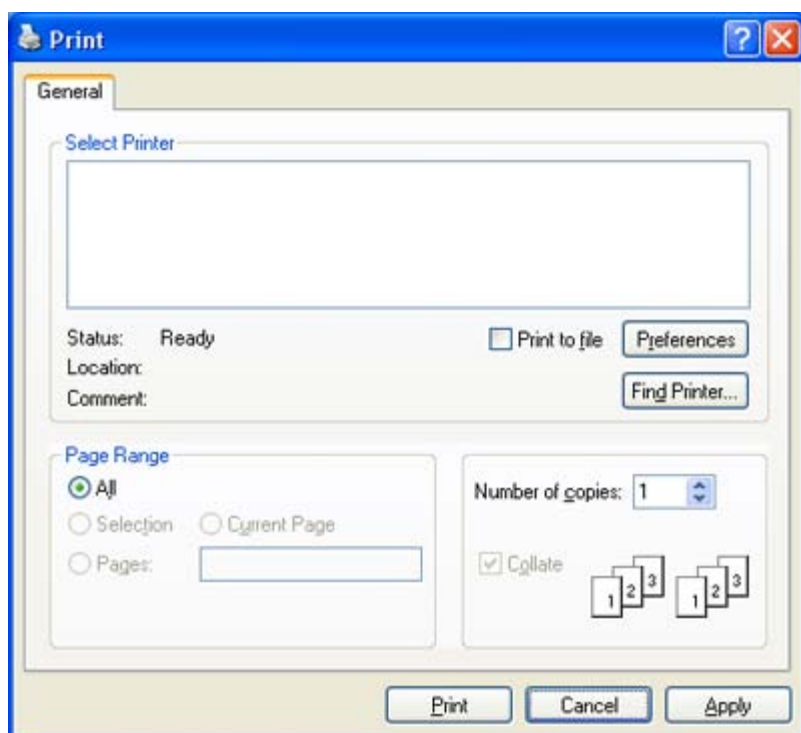 Print
General
Select Printer
Status: Ready
Print to file
Preferences
Location:
Comment:
Find Printer...
Page Range
All
Selection
Current Page
Pages:
Number of copies: 1
Collate
1 2 3 1 2 3
Print
Cancel
Apply